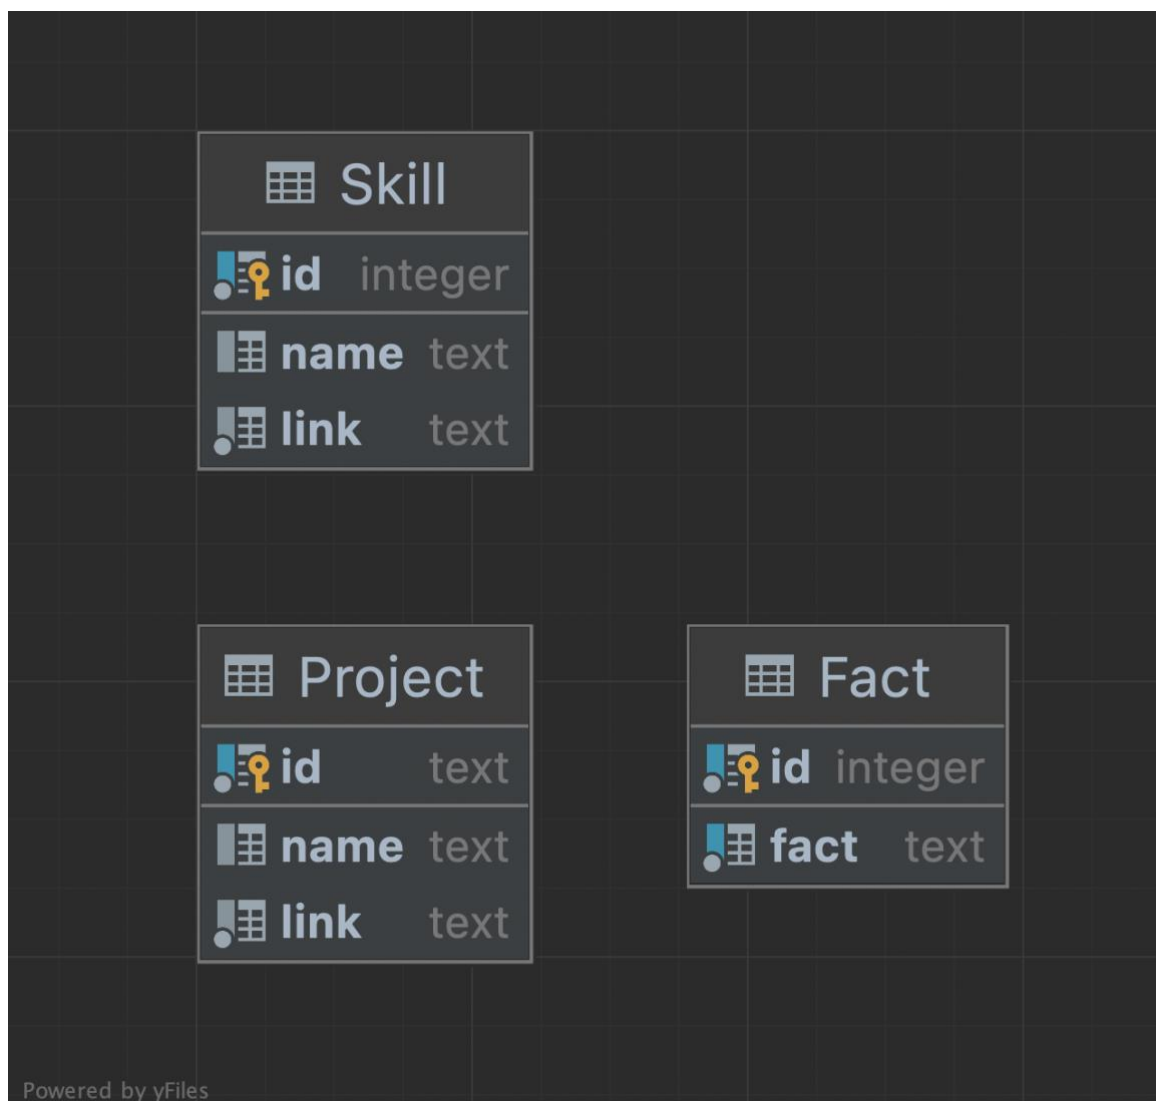 Skill
id integer
name text
link text
Project
id text
name text
link text
Fact
id integer
fact text
Powered by yFiles